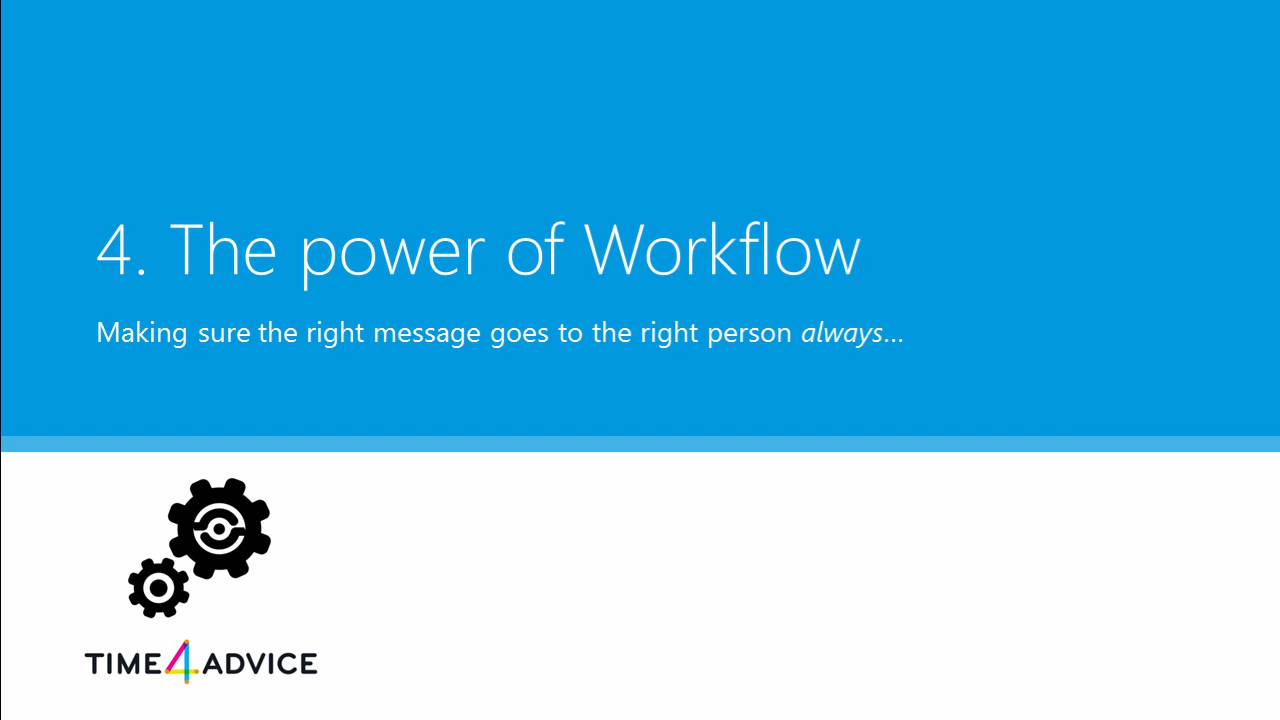 4. The power of Workflow
Making sure the right message goes to the right person always...
TIME4ADVICE